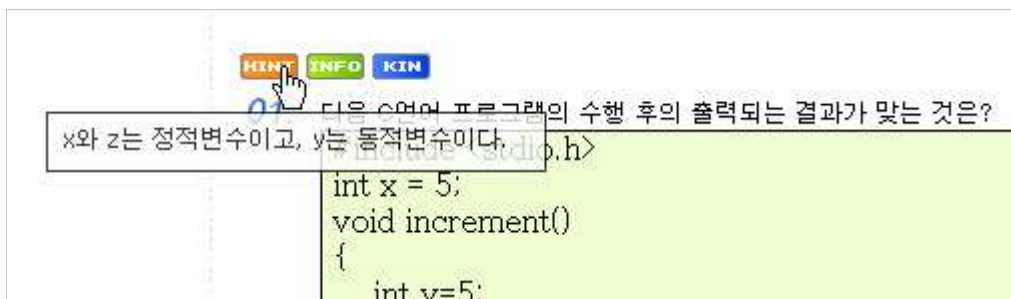 HINT INFO KIN
01. 다음 C언어 프로그램의 수행 후의 출력되는 결과가 맞는 것은?
x와 z는 정적변수이고, y는 동적변수이다.
#include <stdio.h>
int x = 5;
void increment()
{
int y=5;